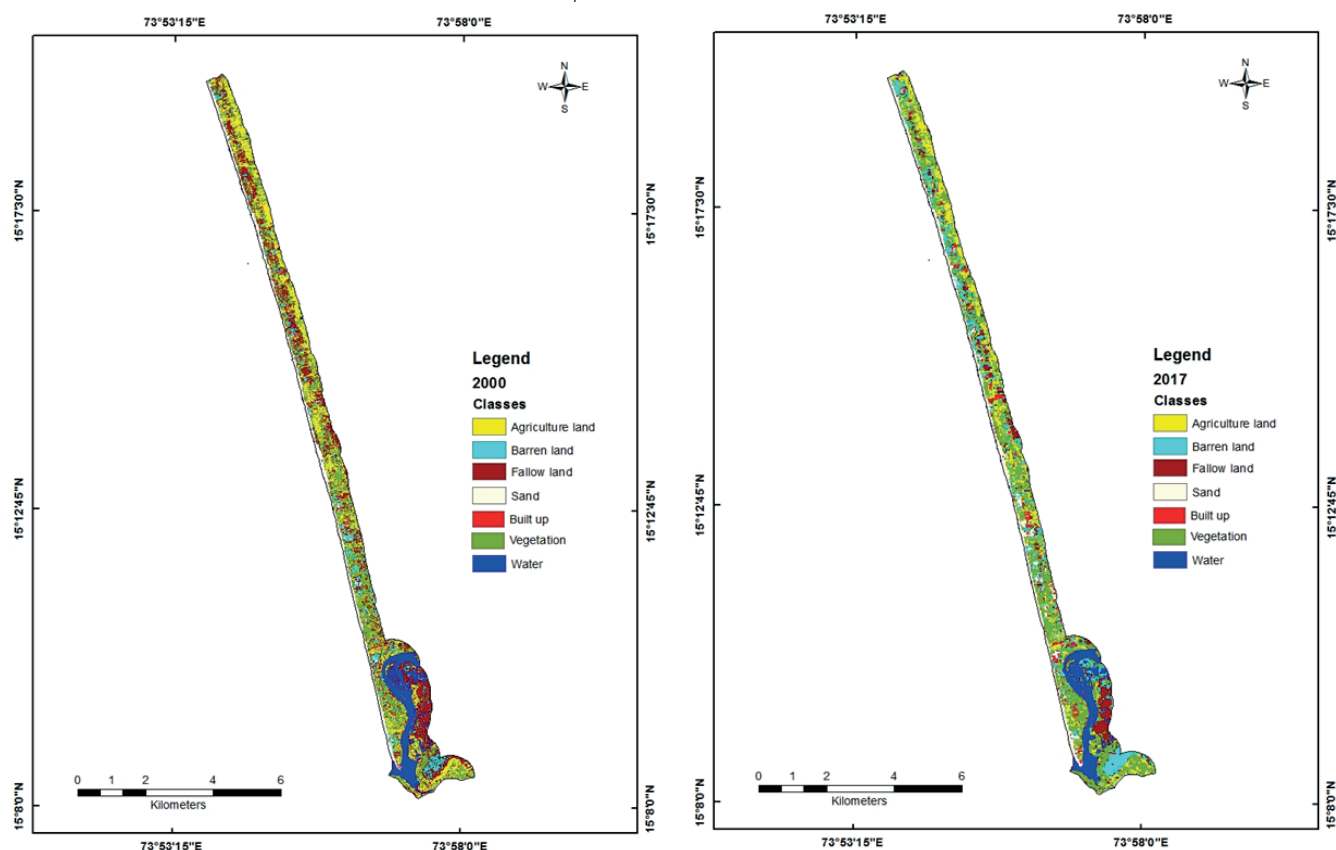 73°53'15"E 73°58'0"E
N
W E
S
15°17'30"N 15°17'30"N
Legend
2000
Classes
Agriculture land
Barren land
Fallow land
Sand
Built up
Vegetation
Water
15°12'45"N 15°12'45"N
0 1 2 4 6
Kilometers
15°8'0"N 15°8'0"N
73°53'15"E 73°58'0"E
73°53'15"E 73°58'0"E
N
W E
S
15°17'30"N 15°17'30"N
Legend
2017
Classes
Agriculture land
Barren land
Fallow land
Sand
Built up
Vegetation
Water
15°12'45"N 15°12'45"N
0 1 2 4 6
Kilometers
15°8'0"N 15°8'0"N
73°53'15"E 73°58'0"E